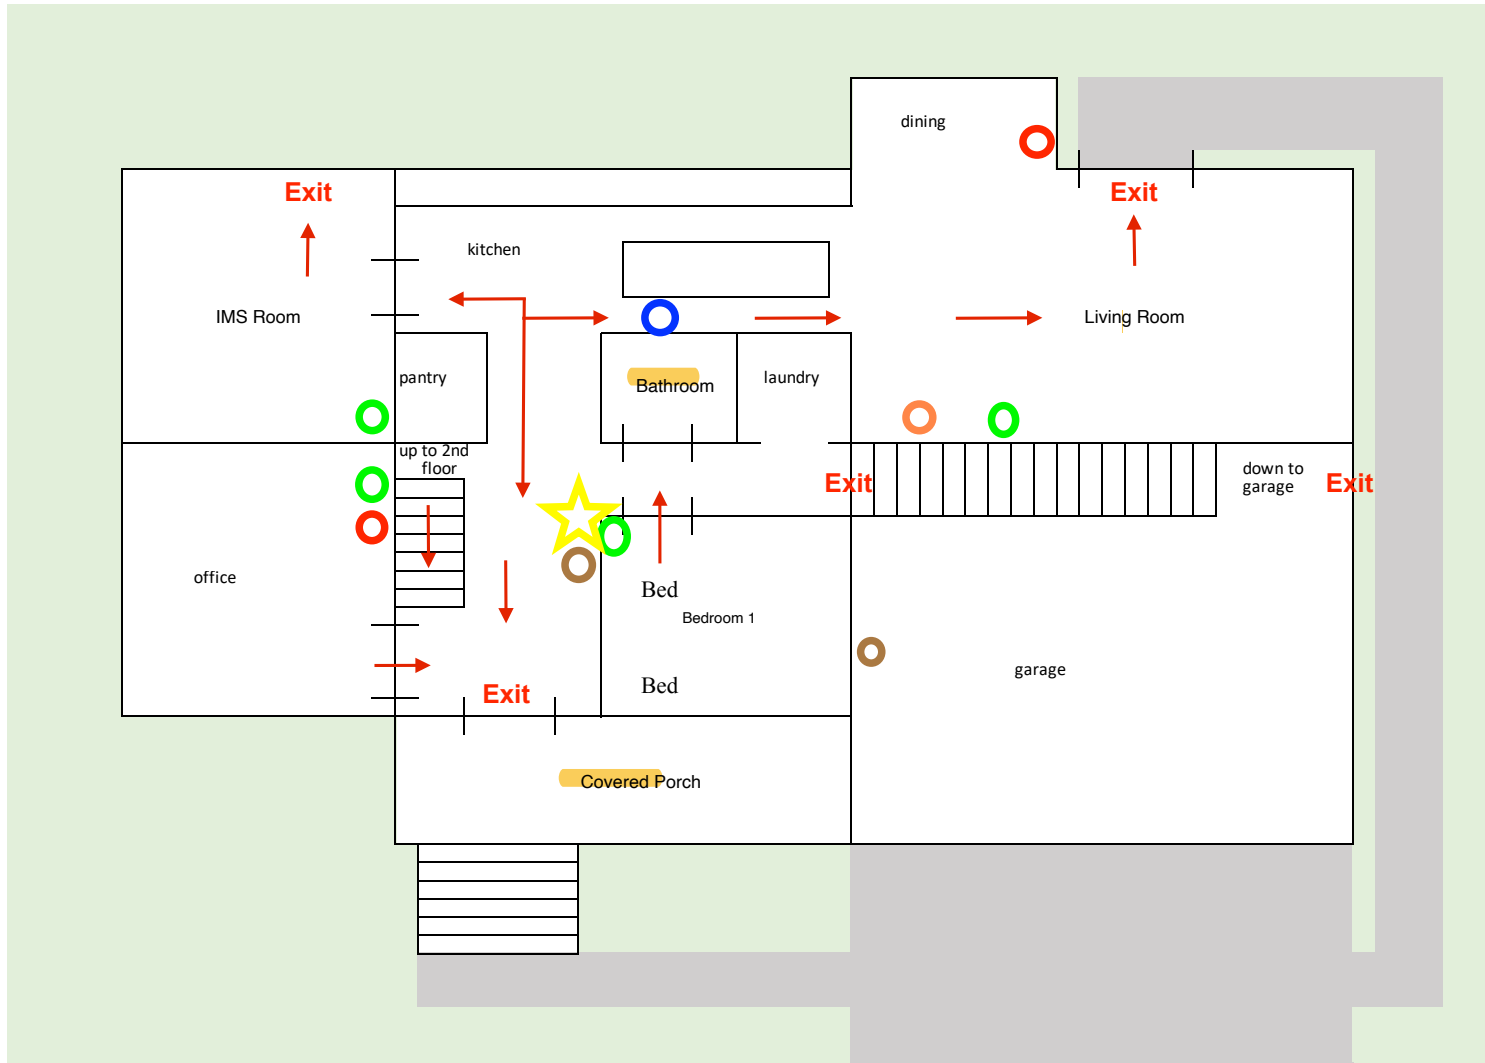 dining
Exit
Exit
kitchen
IMS Room
Living Room
pantry
Bathroom
laundry
up to 2nd
floor
Exit
down to
garage
Exit
office
Bed
Bedroom 1
garage
Bed
Exit
Covered Porch